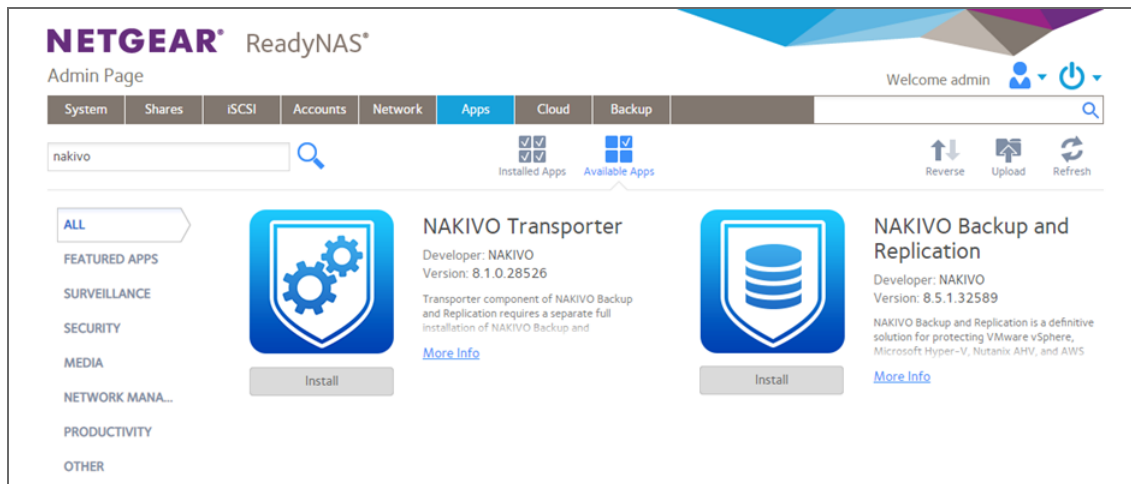 NETGEAR® ReadyNAS®
Admin Page
Welcome admin
System Shares iSCSI Accounts Network Apps Cloud Backup
nakivo
Installed Apps Available Apps
Reverse Upload Refresh
ALL
FEATURED APPS
SURVEILLANCE
SECURITY
MEDIA
NETWORK MANA...
PRODUCTIVITY
OTHER
NAKIVO Transporter
Developer: NAKIVO
Version: 8.1.0.28526
Transporter component of NAKIVO Backup
and Replication requires a separate full
installation of NAKIVO Backup and
More Info
Install
NAKIVO Backup and
Replication
Developer: NAKIVO
Version: 8.5.1.32589
NAKIVO Backup and Replication is a definitive
solution for protecting VMware vSphere,
Microsoft Hyper-V, Nutanix AHV, and AWS
More Info
Install